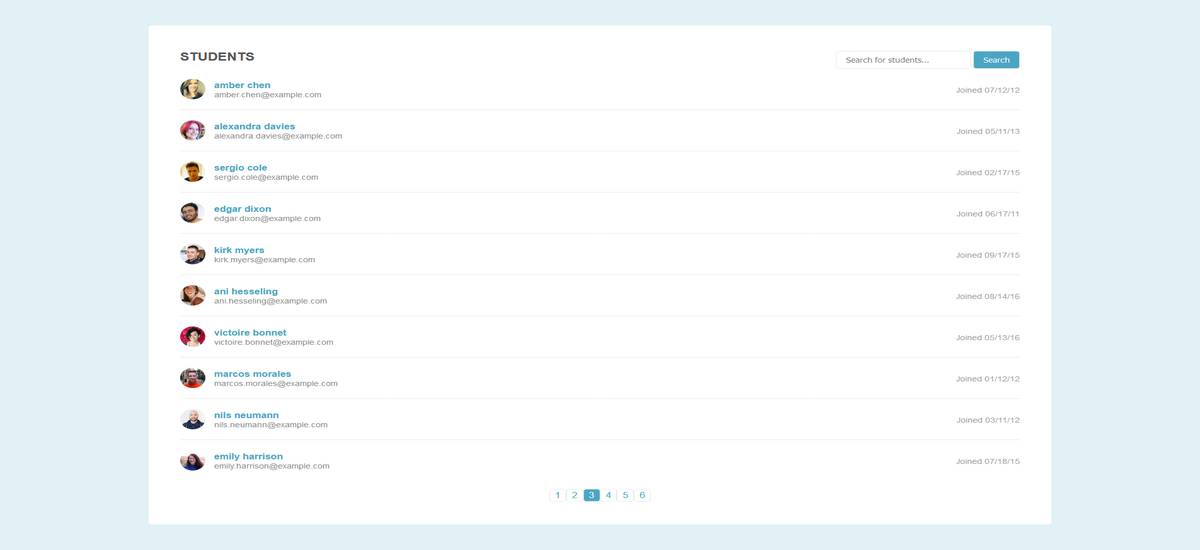 STUDENTS
Search for students...
Search
amber chen
amber.chen@example.com
Joined 07/12/12
alexandra davies
alexandra.davies@example.com
Joined 05/11/13
sergio cole
sergio.cole@example.com
Joined 02/17/15
edgar dixon
edgar.dixon@example.com
Joined 06/17/11
kirk myers
kirk.myers@example.com
Joined 09/17/15
ani hesseling
ani.hesseling@example.com
Joined 08/14/16
victoire bonnet
victoire.bonnet@example.com
Joined 05/13/16
marcos morales
marcos.morales@example.com
Joined 01/12/12
nils neumann
nils.neumann@example.com
Joined 03/11/12
emily harrison
emily.harrison@example.com
Joined 07/18/15
1 2 3 4 5 6